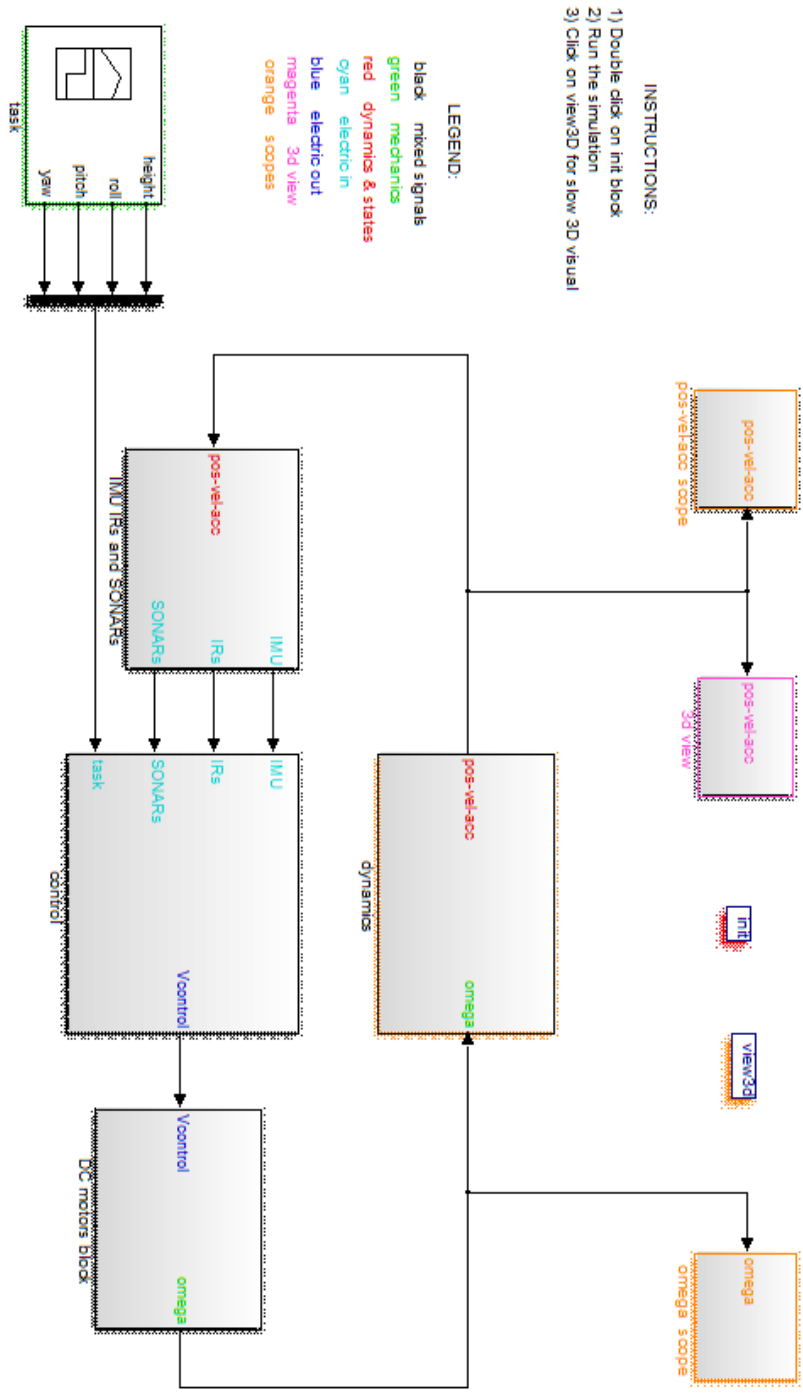 pos-vel-acc
pos-vel-acc scope
pos-vel-acc
3d view
init
view3d
omega
omega scope
INSTRUCTIONS:
1) Double click on init block
2) Run the simulation
3) Click on view3D for slow 3D visual
LEGEND:
black mixed signals
green mechanics
red dynamics & states
cyan electric in
blue electric out
magenta 3d view
orange scopes
pos-vel-acc
omega
dynamics
height
roll
pitch
yaw
task
pos-vel-acc
IMU
IRs
SONARs
IMU IRs and SONARs
IMU
IRs
SONARs
task
Vcontrol
control
Vcontrol
omega
DC motors block